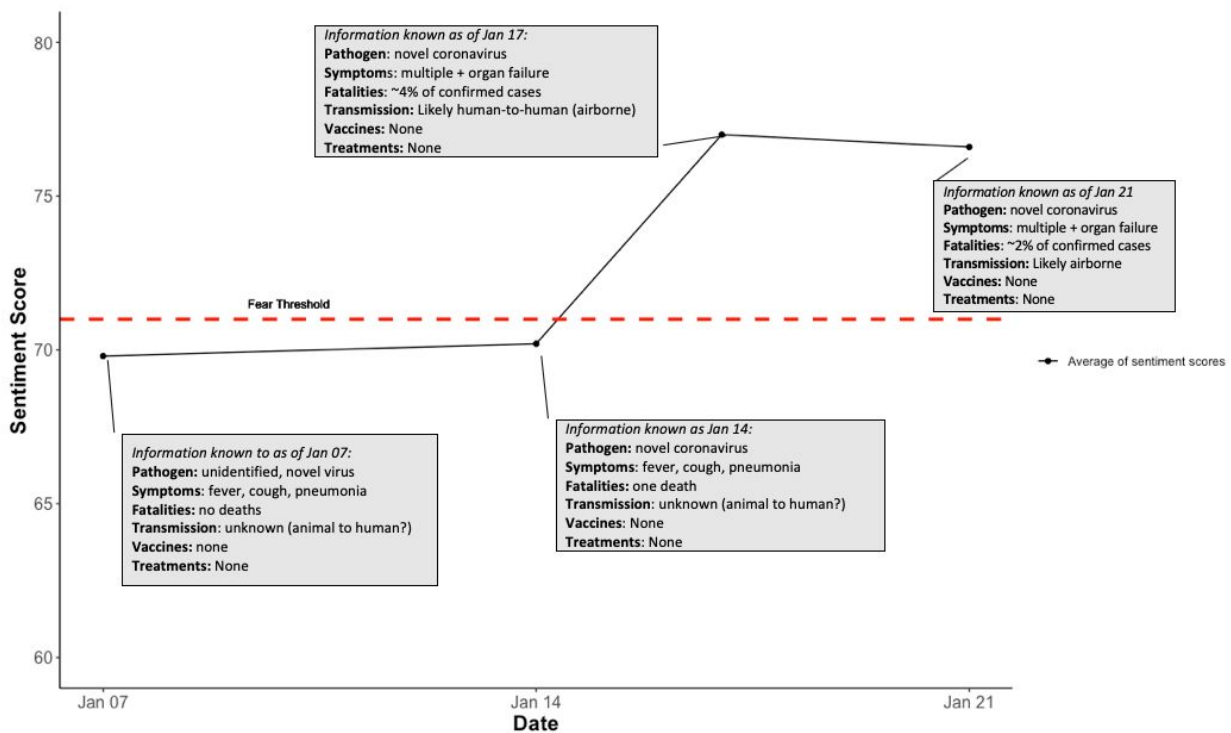 80
75
70
65
60
Sentiment Score
Information known as of Jan 17:
Pathogen: novel coronavirus
Symptoms: multiple + organ failure
Fatalities: ~4% of confirmed cases
Transmission: Likely human-to-human (airborne)
Vaccines: None
Treatments: None
Information known as of Jan 21
Pathogen: novel coronavirus
Symptoms: multiple + organ failure
Fatalities: ~2% of confirmed cases
Transmission: Likely airborne
Vaccines: None
Treatments: None
Fear Threshold
Average of sentiment scores
Information known to as of Jan 07:
Pathogen: unidentified, novel virus
Symptoms: fever, cough, pneumonia
Fatalities: no deaths
Transmission: unknown (animal to human?)
Vaccines: none
Treatments: None
Information known as Jan 14:
Pathogen: novel coronavirus
Symptoms: fever, cough, pneumonia
Fatalities: one death
Transmission: unknown (animal to human?)
Vaccines: None
Treatments: None
Jan 07
Jan 14
Jan 21
Date